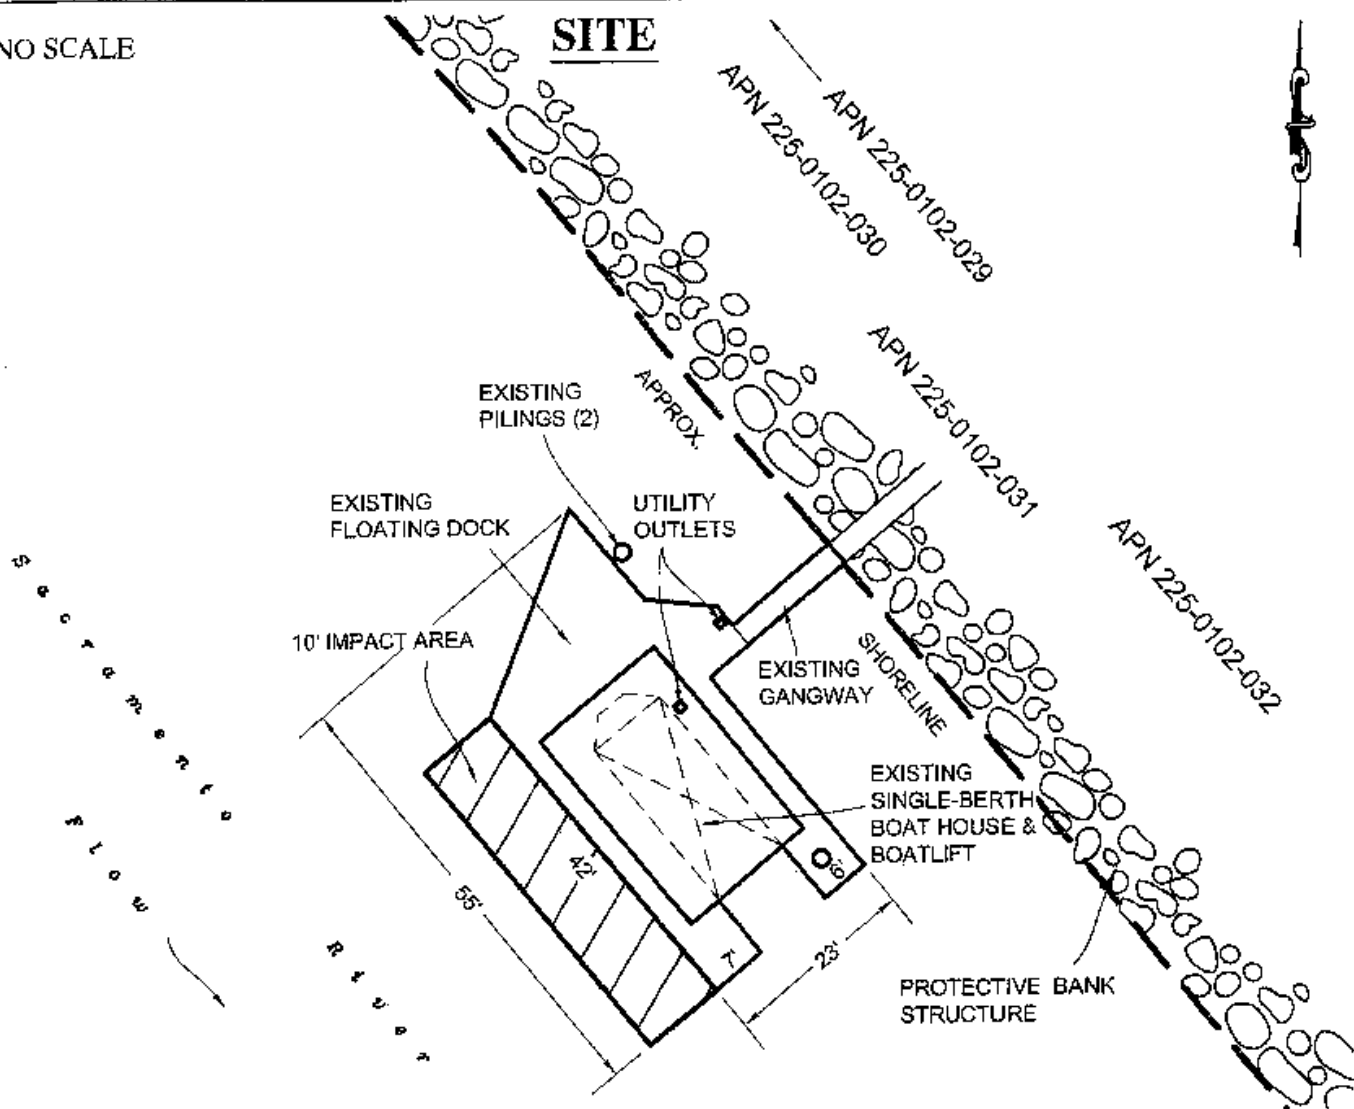 NO SCALE
SITE
APN 225-0102-029
APN 225-0102-030
APN 225-0102-031
APN 225-0102-032
EXISTING
PILINGS (2)
APPROX.
SHORELINE
EXISTING
FLOATING DOCK
UTILITY
OUTLETS
10' IMPACT AREA
EXISTING
GANGWAY
EXISTING
SINGLE-BERTH
BOAT HOUSE &
BOATLIFT
42'
55'
7'
6'
23'
PROTECTIVE BANK
STRUCTURE
Sacramento
River
Flow